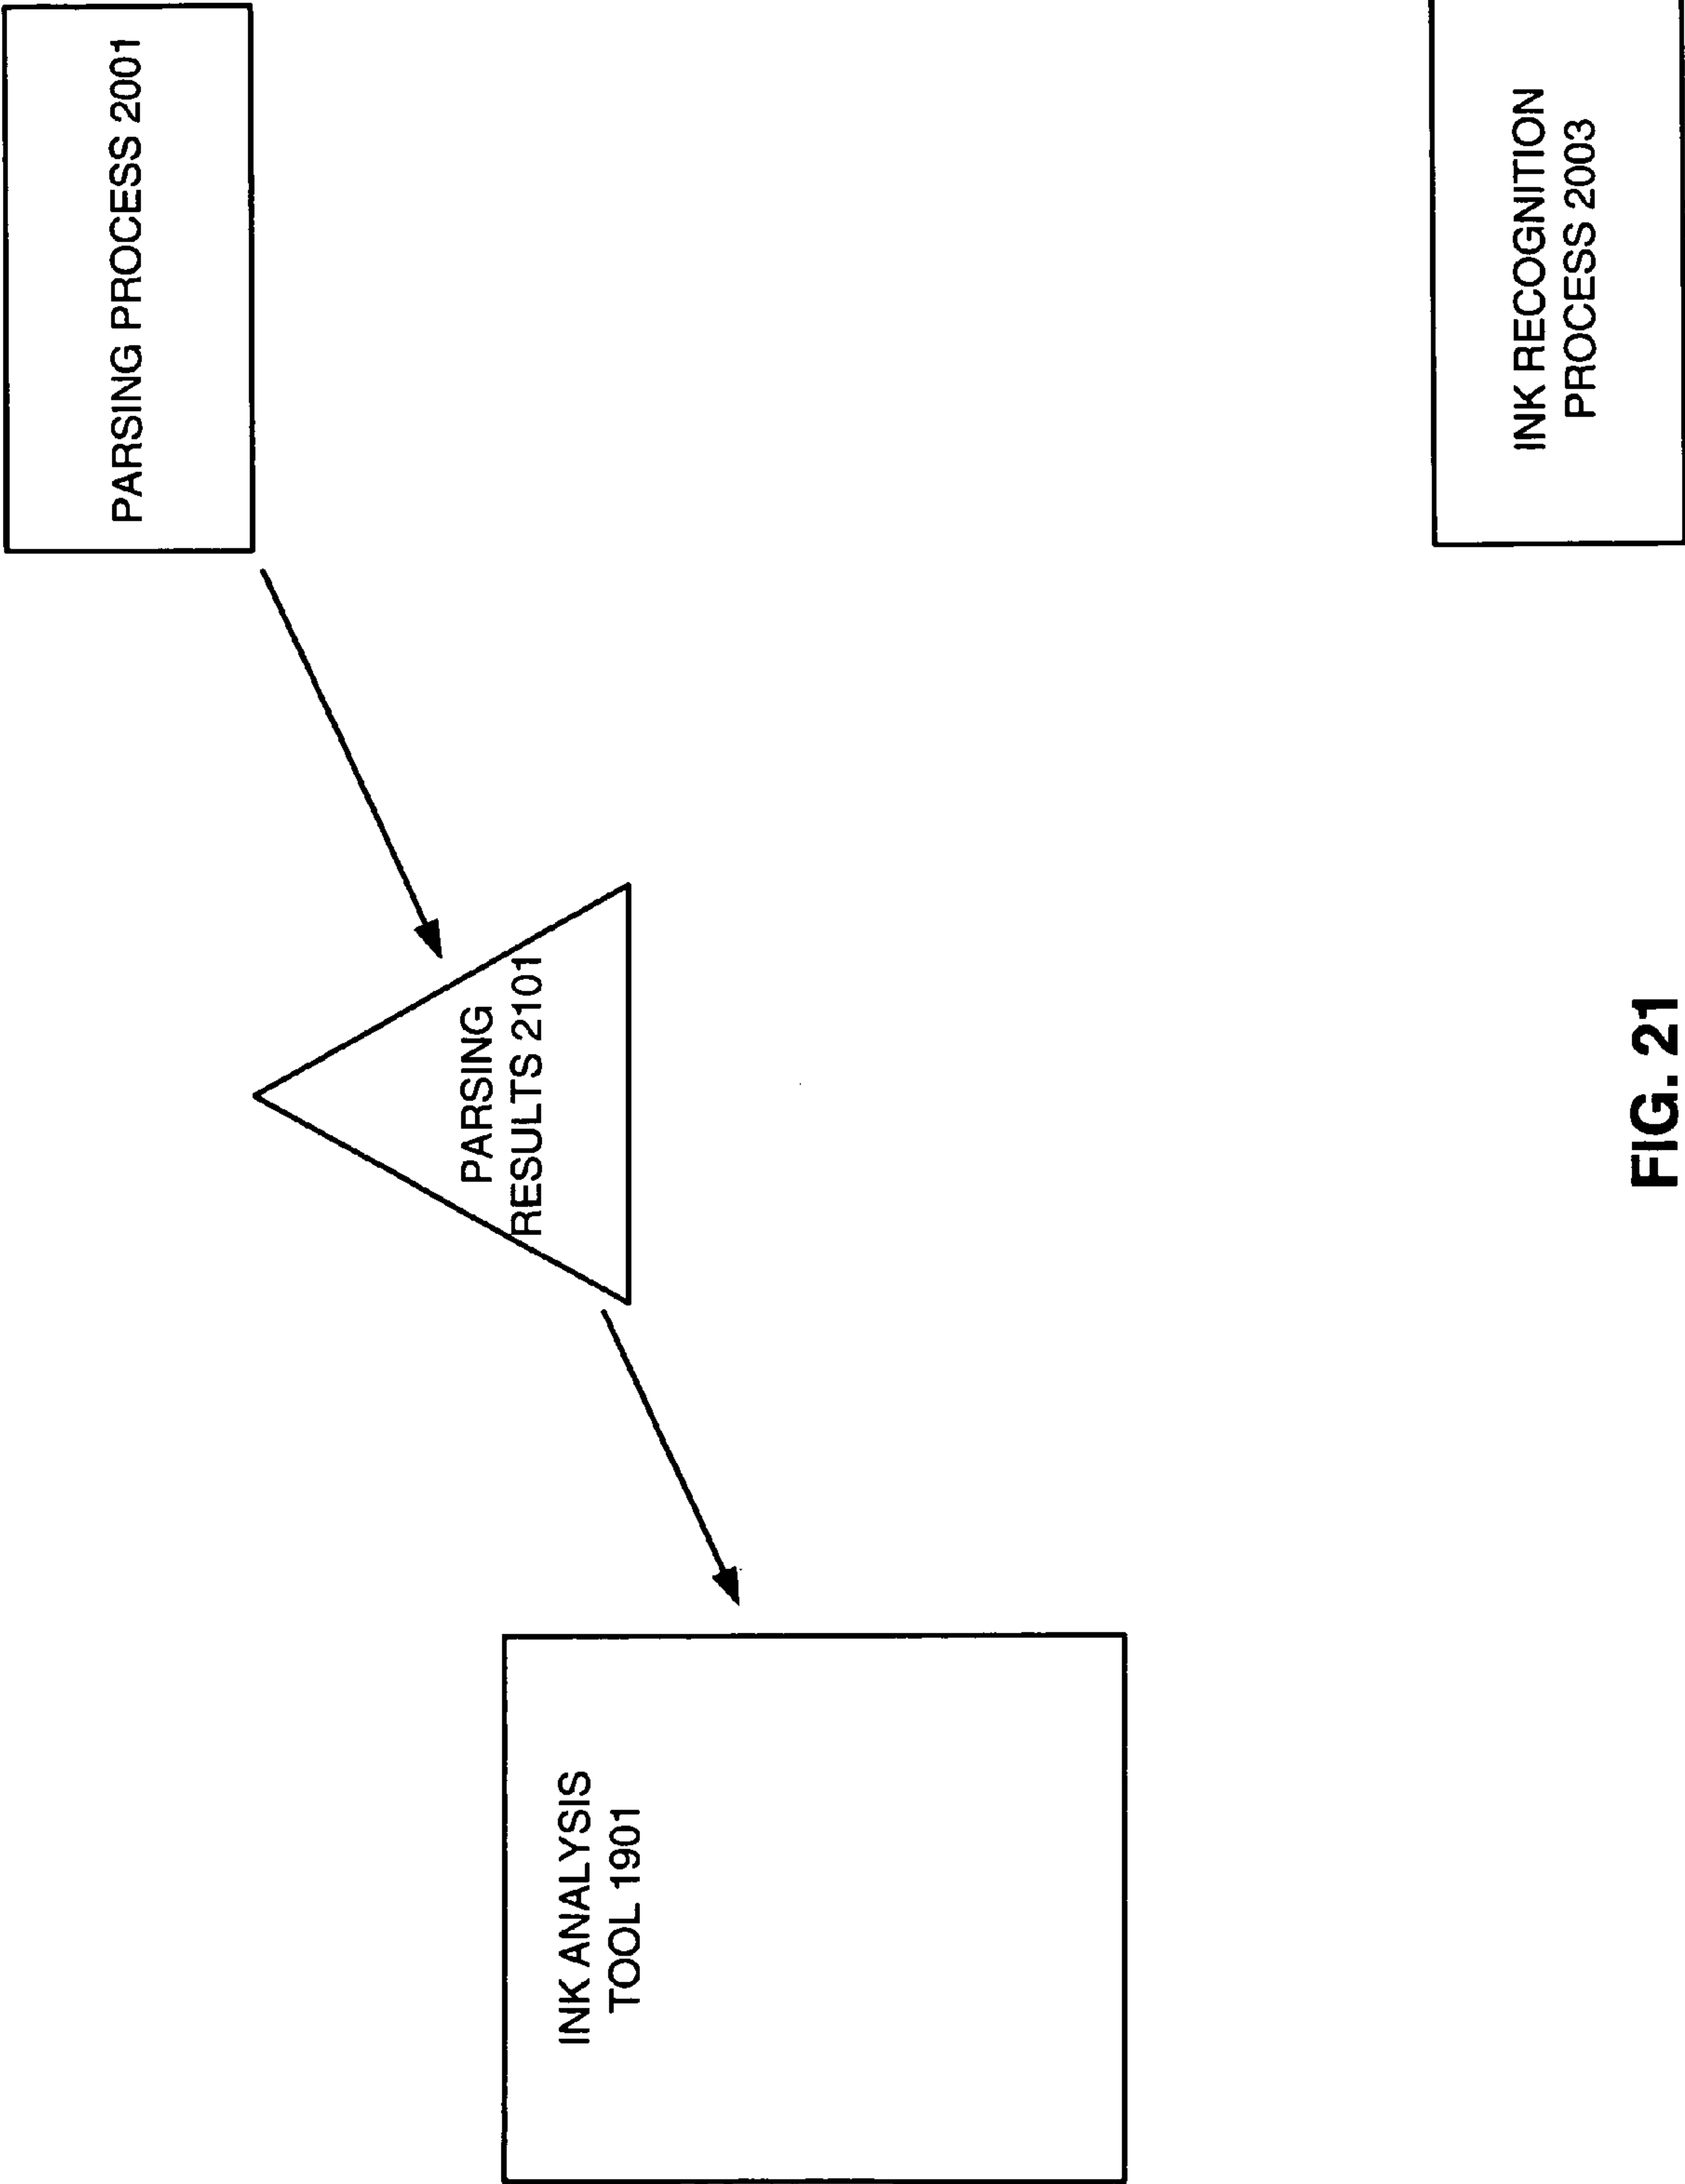 INK ANALYSIS
TOOL 1901
PARSING
RESULTS 2101
PARSING PROCESS 2001
INK RECOGNITION
PROCESS 2003
FIG. 21